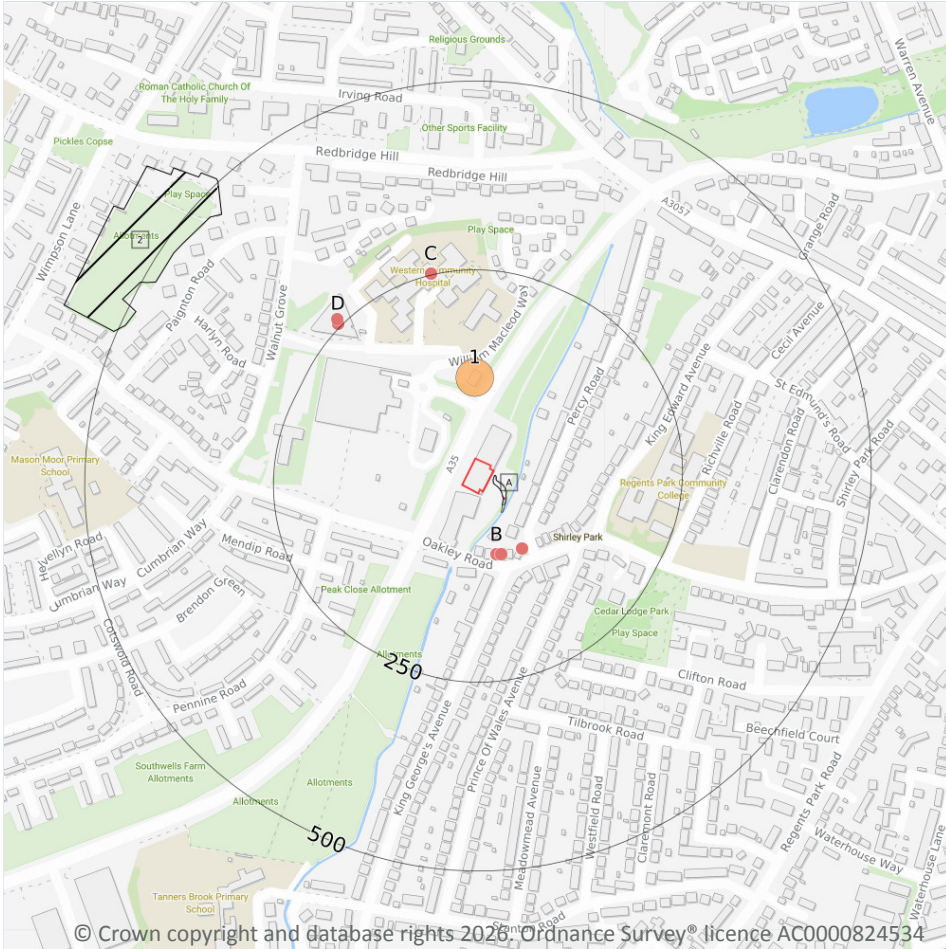 Religious Grounds
Warren Avenue
Roman Catholic Church Of
The Holy Family
Irving Road
Other Sports Facility
Pickles Copse
Redbridge Hill
Redbridge Hill
Play Space
A3057
Grange Road
Wimpson Lane
Allotments
2
Play Space
C
Western Community
Hospital
Paignton Road
D
Walnut Grove
William Macleod Way
Harlyn Road
1
Cecil Avenue
King Edward Avenue
Percy Road
St Edmund's Road
Richville Road
Clarendon Road
Shirley Park Road
Mason Moor Primary
School
A35
A
Regents Park Community
College
B
Shirley Park
Oakley Road
Mendip Road
Cumbrian Way
Cumbrian Way
Brendon Green
Peak Close Allotment
Cedar Lodge Park
Play Space
Cotswold Road
Allotments
250
Clifton Road
Pennine Road
Tilbrook Road
Beechfield Court
Prince Of Wales Avenue
King George's Avenue
Southwells Farm
Allotments
Allotments
Allotments
Meadowmead Avenue
Westfield Road
Claremont Road
Regents Park Road
500
Waterhouse Way
Waterhouse Lane
Tanners Brook Primary
School
© Crown copyright and database rights 2026. Ordnance Survey® licence AC0000824534